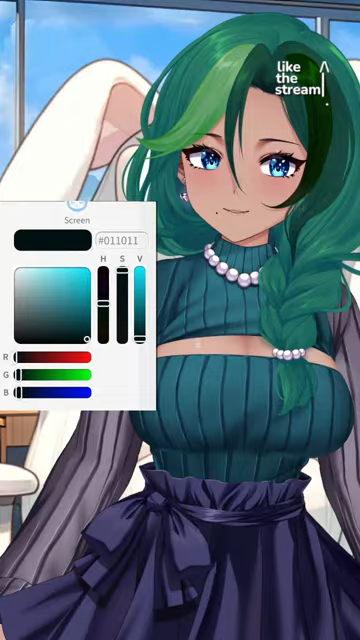 like
the
stream
Screen
#011011
H S V
R
G
B